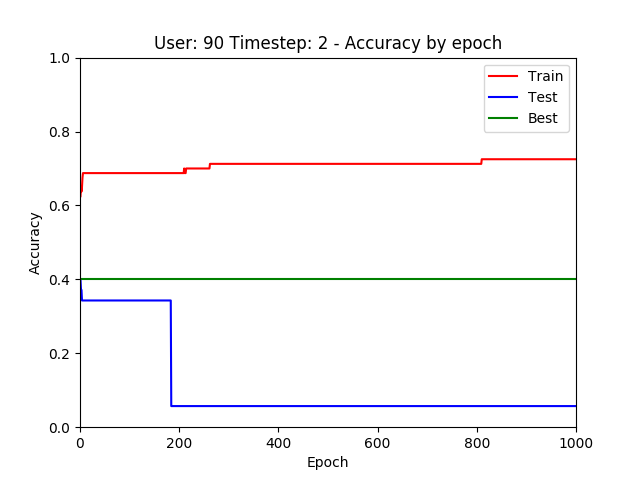 User: 90 Timestep: 2 - Accuracy by epoch
1.0
0.8
0.6
0.4
0.2
0.0
Accuracy
Train
Test
Best
0 200 400 600 800 1000
Epoch